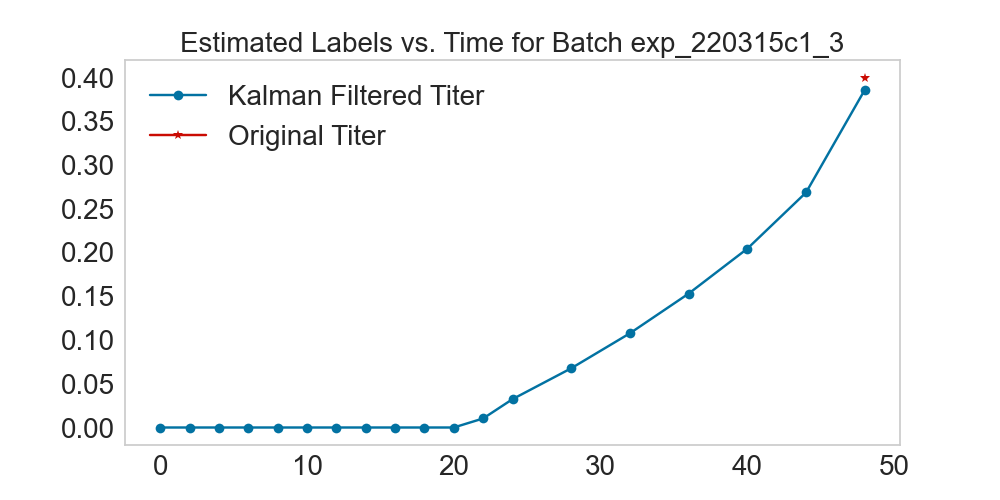 Estimated Labels vs. Time for Batch exp_220315c1_3
Kalman Filtered Titer
Original Titer
0.40
0.35
0.30
0.25
0.20
0.15
0.10
0.05
0.00
0 10 20 30 40 50